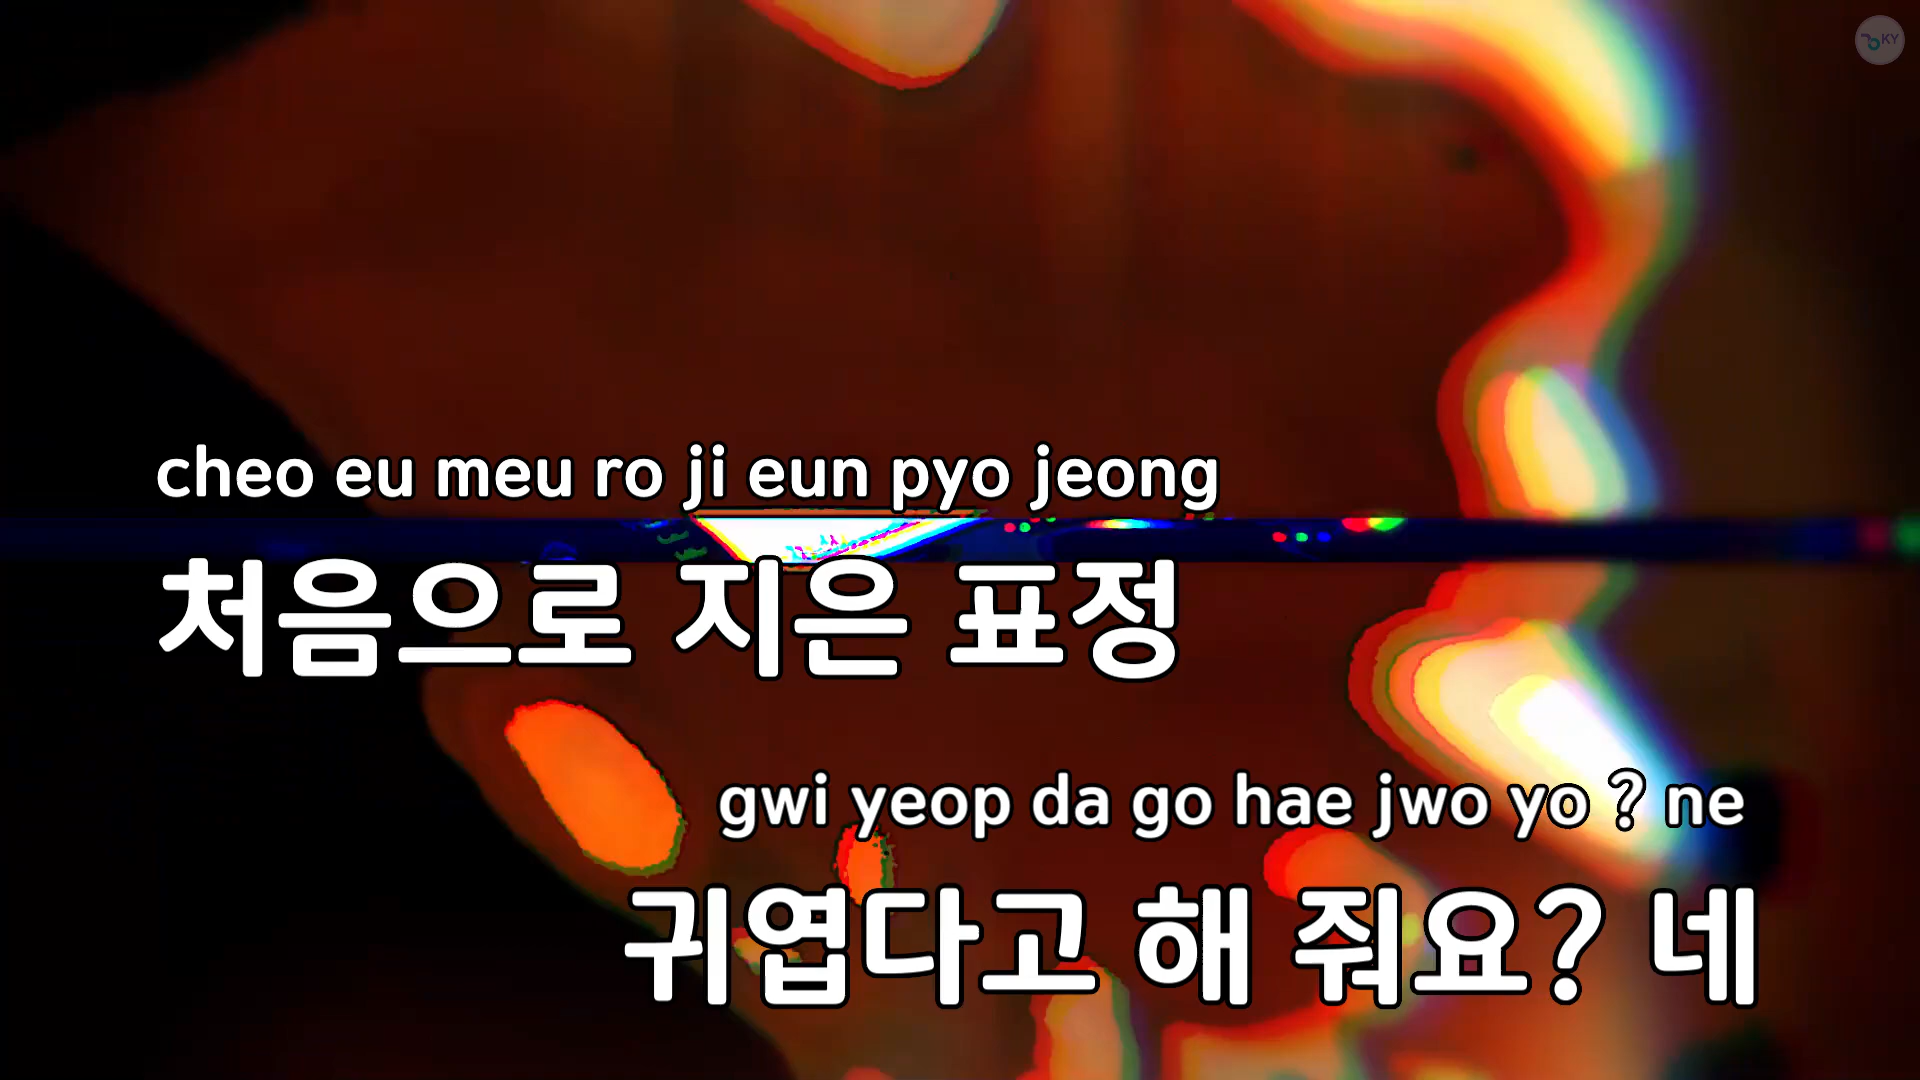 KY
cheo eu meu ro ji eun pyo jeong
처음으로 지은 표정
gwi yeop da go hae jwo yo ? ne
귀엽다고 해 줘요? 네